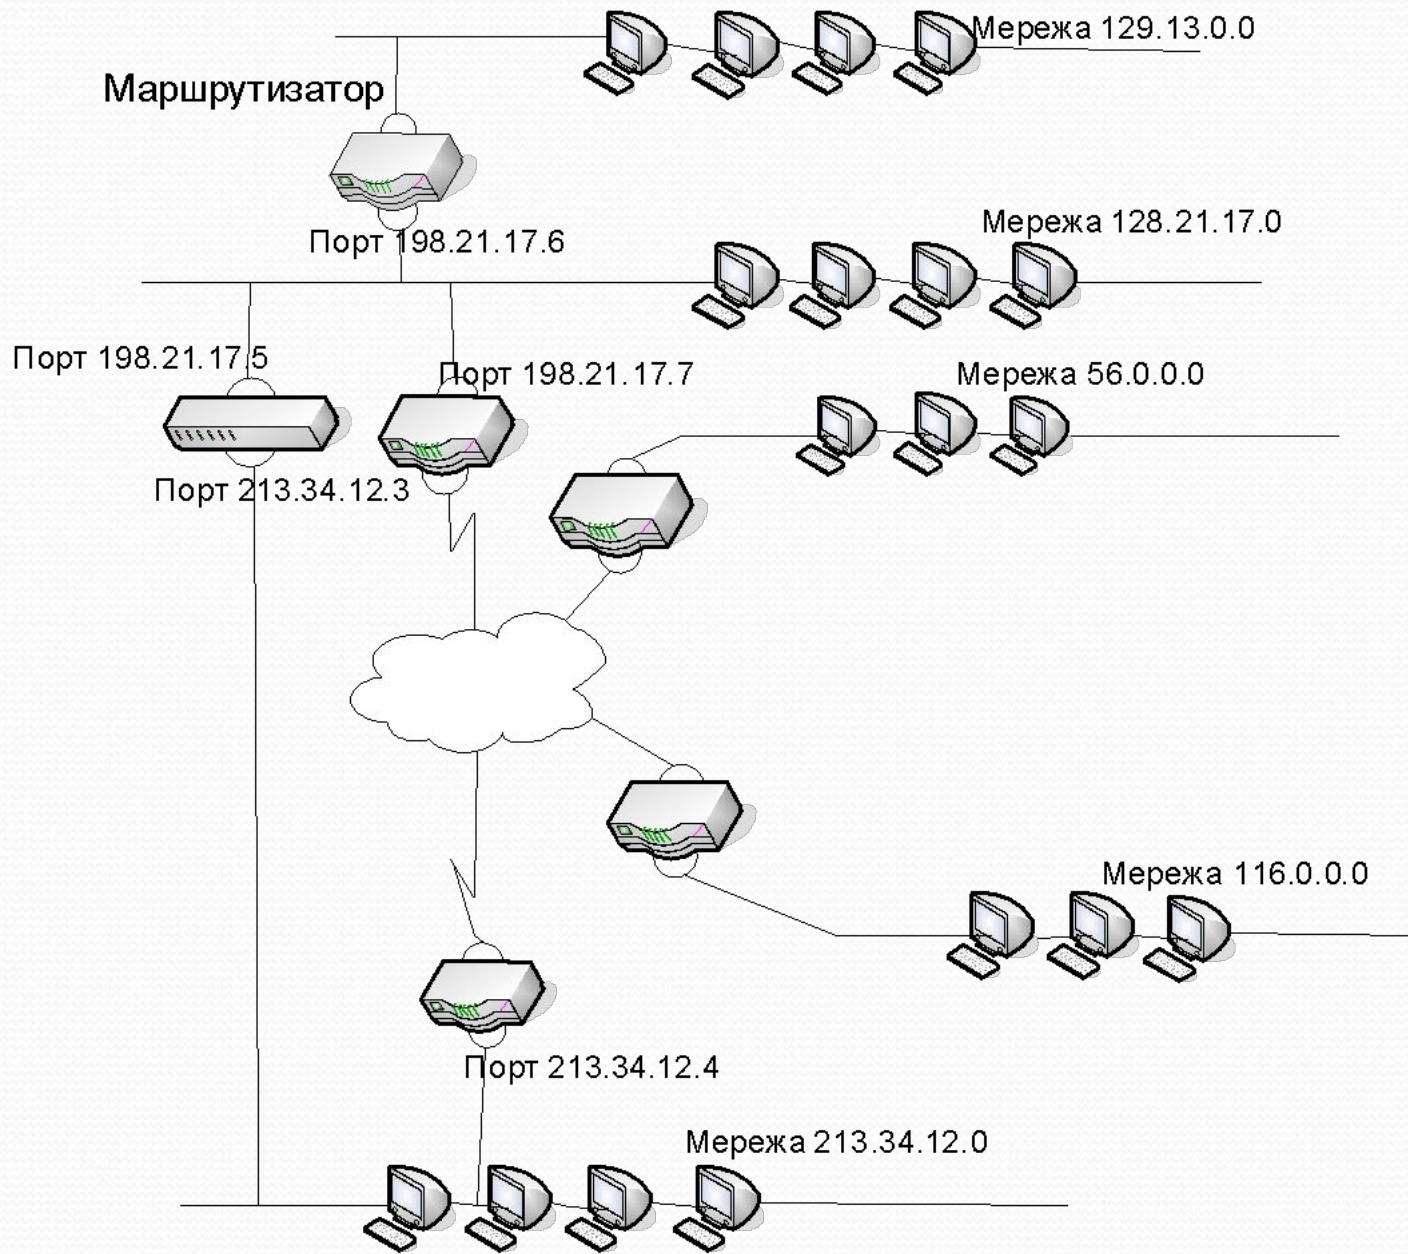 Мережа 129.13.0.0
Маршрутизатор
Мережа 128.21.17.0
Порт 198.21.17.6
Порт 198.21.17.5
Порт 198.21.17.7
Мережа 56.0.0.0
Порт 213.34.12.3
Мережа 116.0.0.0
Порт 213.34.12.4
Мережа 213.34.12.0